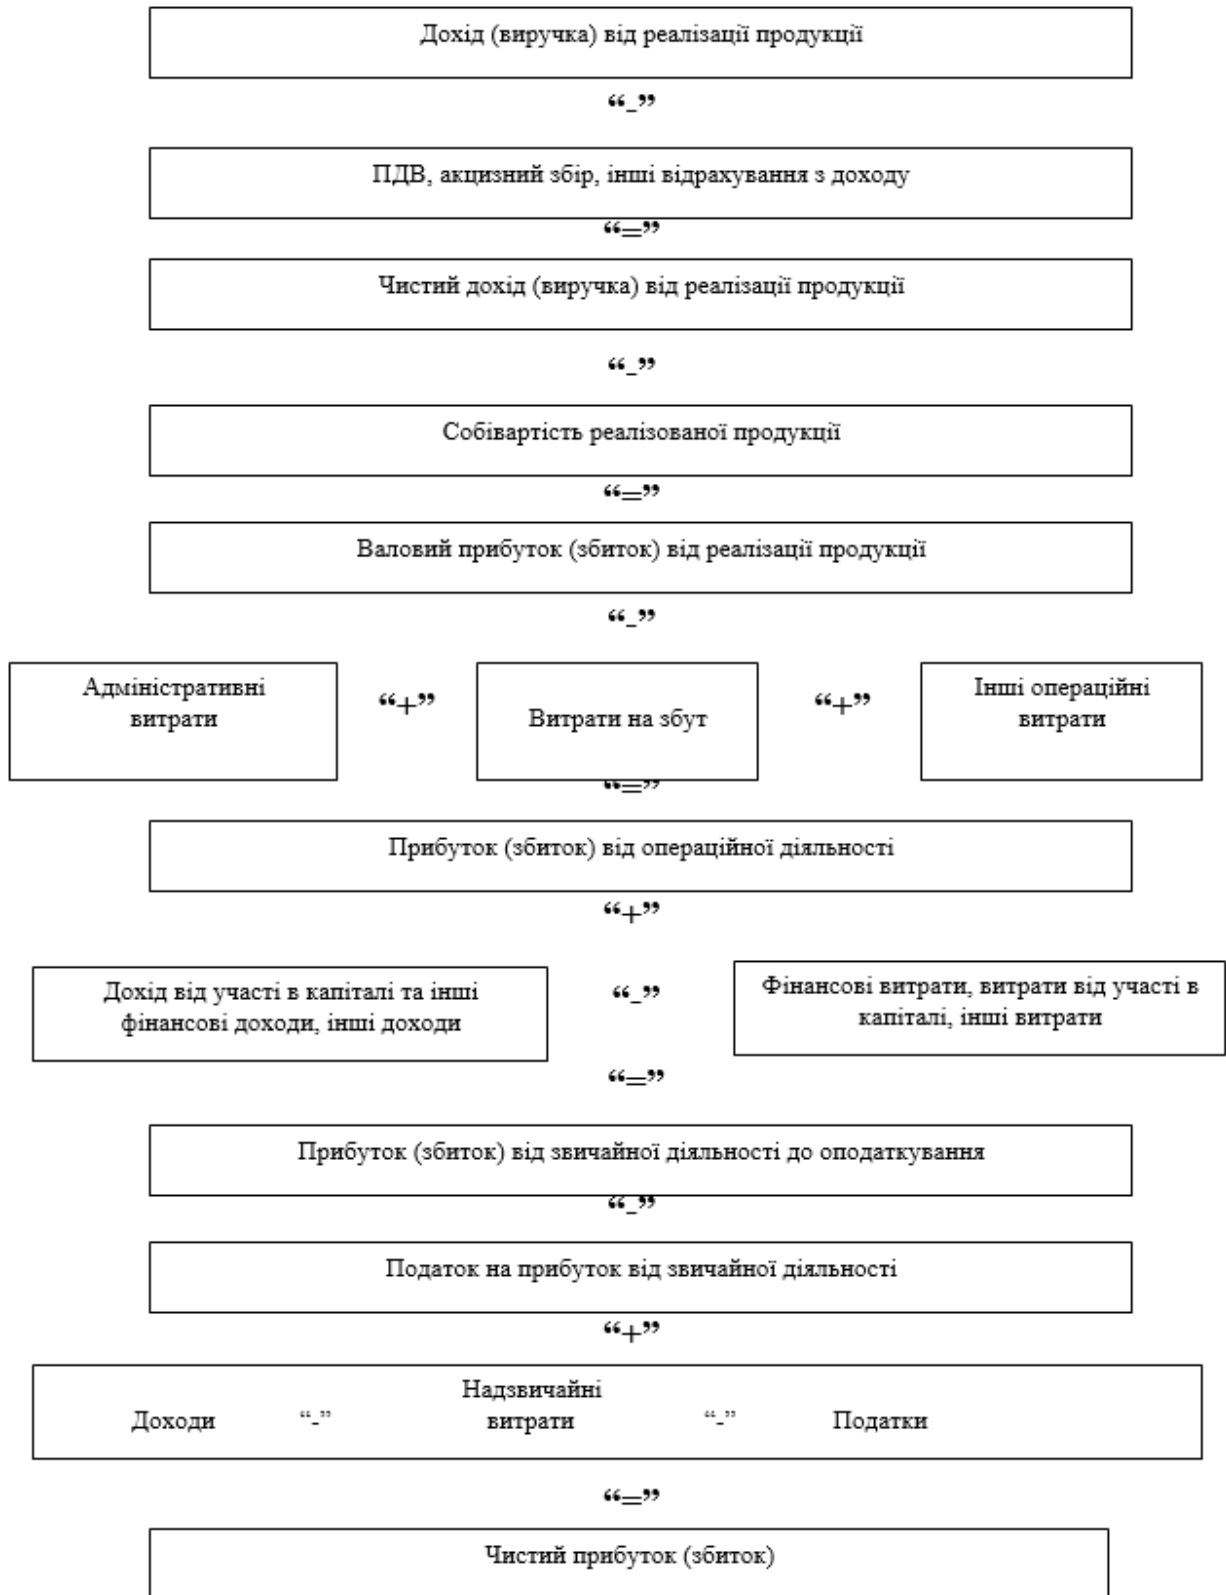 Дохід (виручка) від реалізації продукції
“-”
ПДВ, акцизний збір, інші відрахування з доходу
“=”
Чистий дохід (виручка) від реалізації продукції
“-”
Собівартість реалізованої продукції
“=”
Валовий прибуток (збиток) від реалізації продукції
“-”
Адміністративні
витрати
“+”
Витрати на збут
“+”
Інші операційні
витрати
“=”
Прибуток (збиток) від операційної діяльності
“+”
Дохід від участі в капіталі та інші
фінансові доходи, інші доходи
“-”
Фінансові витрати, витрати від участі в
капіталі, інші витрати
“=”
Прибуток (збиток) від звичайної діяльності до оподаткування
“-”
Податок на прибуток від звичайної діяльності
“+”
Надзвичайні
Доходи “-” витрати “-” Податки
“=”
Чистий прибуток (збиток)